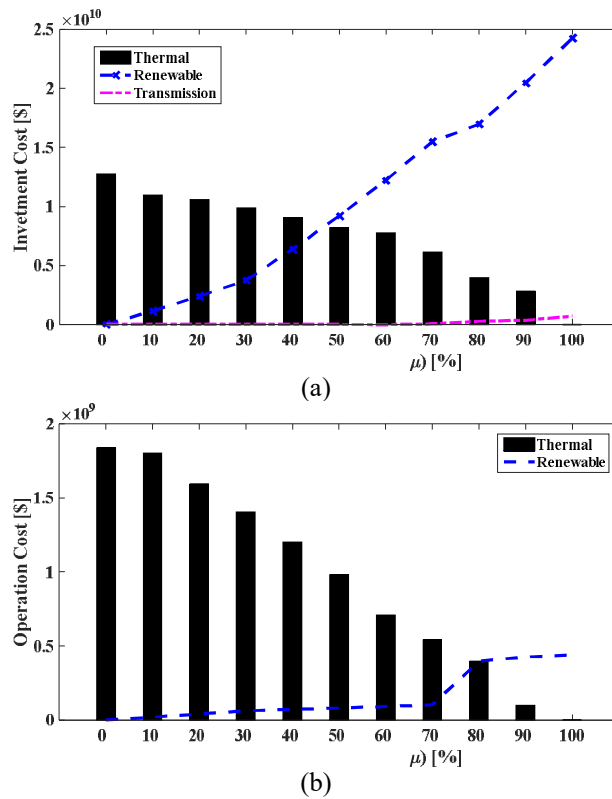 ×10^10
2.5
2
1.5
1
0.5
0
Invetment Cost [$]
Thermal
Renewable
Transmission
0 10 20 30 40 50 60 70 80 90 100
μ) [%]
(a)
×10^9
2
1.5
1
0.5
0
Operation Cost [$]
Thermal
Renewable
0 10 20 30 40 50 60 70 80 90 100
μ) [%]
(b)